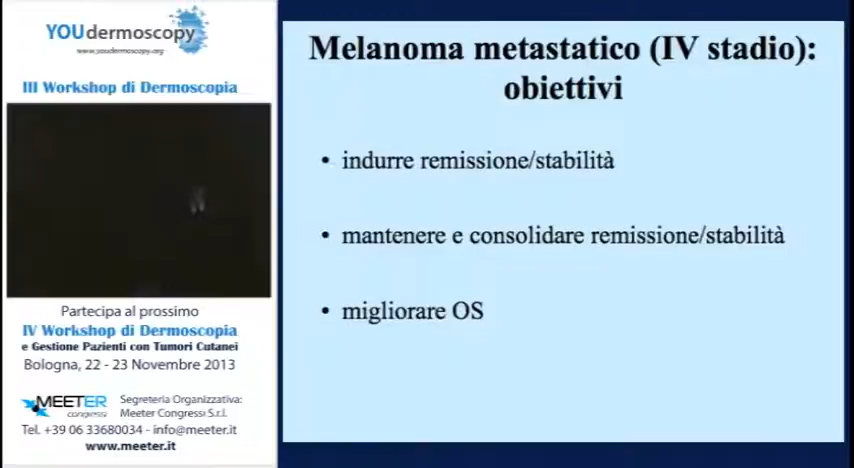 YOUdermoscopy
www.youdermoscopy.org
III Workshop di Dermoscopia
Partecipa al prossimo
IV Workshop di Dermoscopia
e Gestione Pazienti con Tumori Cutanei
Bologna, 22 - 23 Novembre 2013
MEETER
congressi
Segreteria Organizzativa:
Meeter Congressi S.r.l.
Tel. +39 06 33680034 - info@meeter.it
www.meeter.it
Melanoma metastatico (IV stadio):
obiettivi
• indurre remissione/stabilità
• mantenere e consolidare remissione/stabilità
• migliorare OS